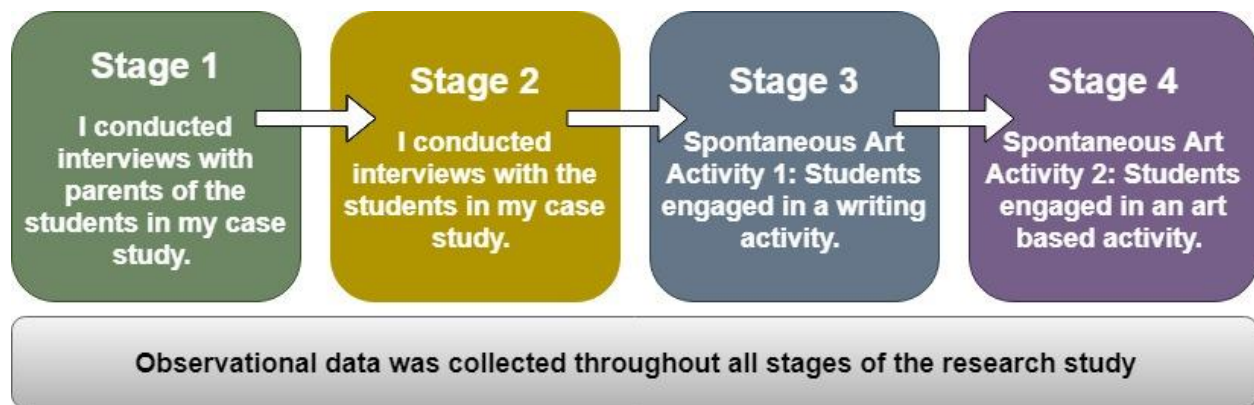 Stage 1
I conducted
interviews with
parents of the
students in my case
study.
Stage 2
I conducted
interviews with the
students in my case
study.
Stage 3
Spontaneous Art
Activity 1: Students
engaged in a writing
activity.
Stage 4
Spontaneous Art
Activity 2: Students
engaged in an art
based activity.
Observational data was collected throughout all stages of the research study